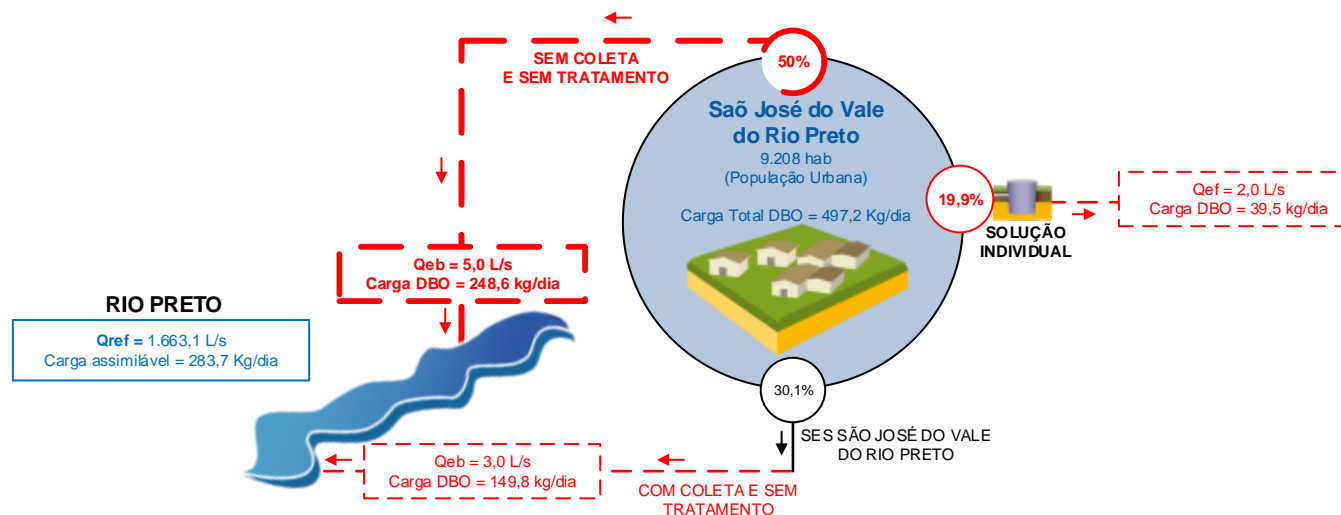 SEM COLETA
E SEM TRATAMENTO
50%
Saõ José do Vale
do Rio Preto
9.208 hab
(População Urbana)
Carga Total DBO = 497,2 Kg/dia
19,9%
SOLUÇÃO
INDIVIDUAL
Qef = 2,0 L/s
Carga DBO = 39,5 kg/dia
Qeb = 5,0 L/s
Carga DBO = 248,6 kg/dia
RIO PRETO
Qref = 1.663,1 L/s
Carga assimilável = 283,7 Kg/dia
30,1%
SES SÃO JOSÉ DO VALE
DO RIO PRETO
Qeb = 3,0 L/s
Carga DBO = 149,8 kg/dia
COM COLETA E SEM
TRATAMENTO